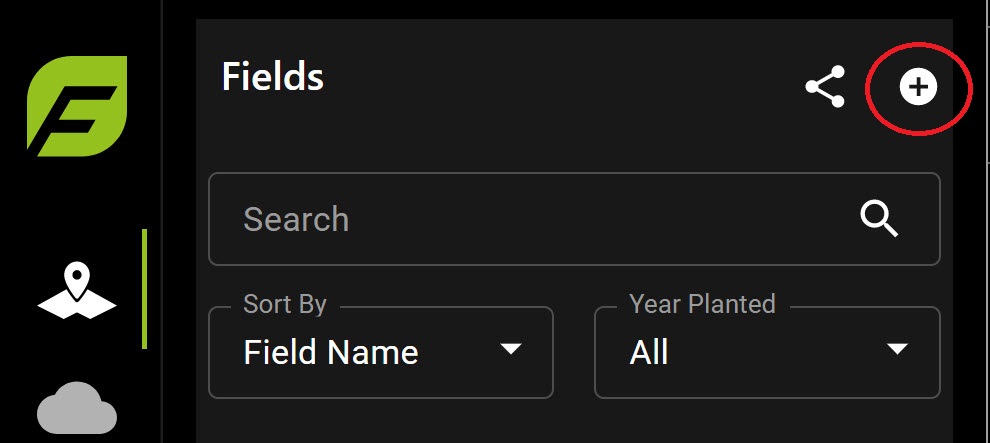 Fields
Search
Sort By
Year Planted
Field Name
All